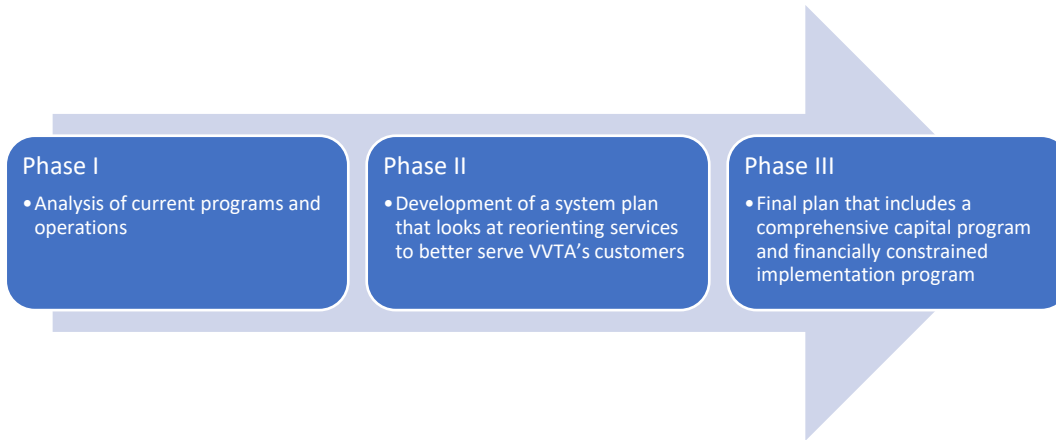 Phase I
•Analysis of current programs and
operations
Phase II
•Development of a system plan
that looks at reorienting services
to better serve VVTA’s customers
Phase III
•Final plan that includes a
comprehensive capital program
and financially constrained
implementation program